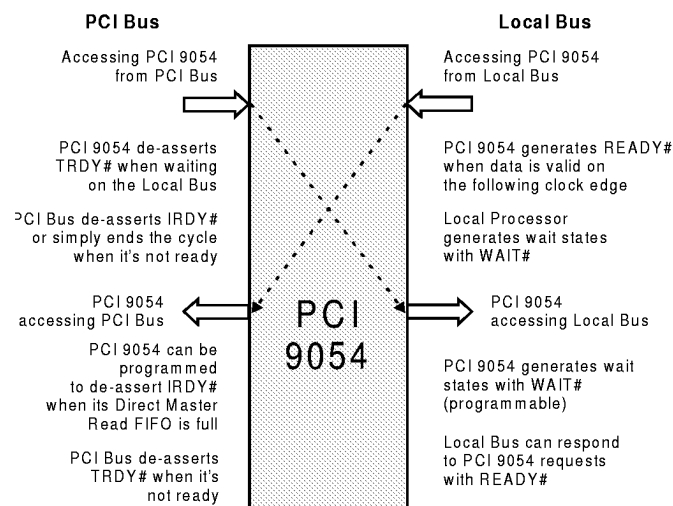 PCI Bus
Accessing PCI 9054
from PCI Bus
PCI 9054 de-asserts
TRDY# when waiting
on the Local Bus
PCI Bus de-asserts IRDY#
or simply ends the cycle
when it's not ready
PCI 9054
accessing PCI Bus
PCI 9054 can be
programmed
to de-assert IRDY#
when its Direct Master
Read FIFO is full
PCI Bus de-asserts
TRDY# when it's
not ready
PCI
9054
Local Bus
Accessing PCI 9054
from Local Bus
PCI 9054 generates READY#
when data is valid on
the following clock edge
Local Processor
generates wait states
with WAIT#
PCI 9054
accessing Local Bus
PCI 9054 generates wait
states with WAIT#
(programmable)
Local Bus can respond
to PCI 9054 requests
with READY#